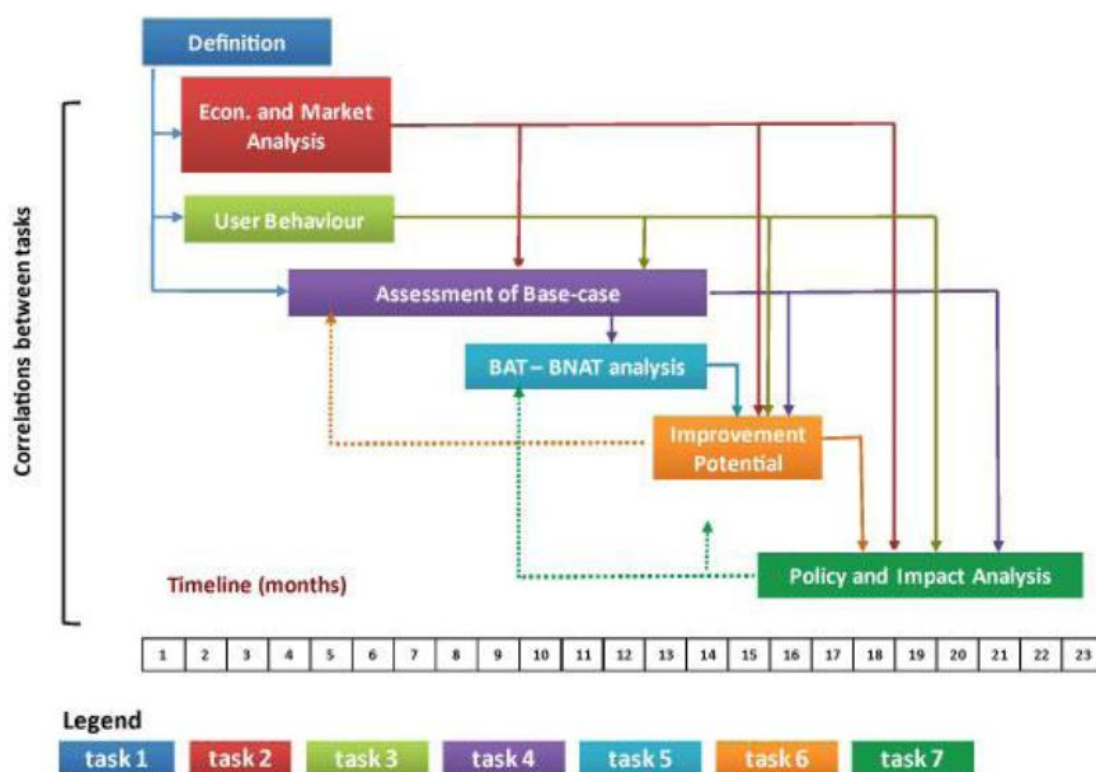 Definition
Econ. and Market
Analysis
User Behaviour
Assessment of Base-case
BAT – BNAT analysis
Improvement
Potential
Policy and Impact Analysis
Correlations between tasks
Timeline (months)
1 2 3 4 5 6 7 8 9 10 11 12 13 14 15 16 17 18 19 20 21 22 23
Legend
task 1 task 2 task 3 task 4 task 5 task 6 task 7